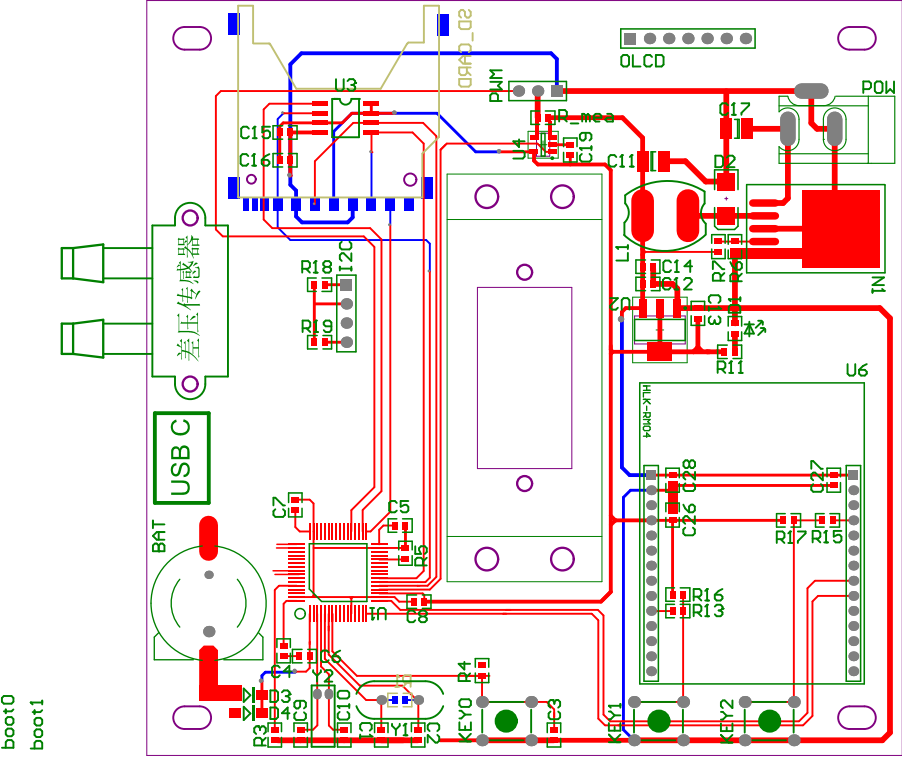 SD_CARD
OLCD
PWM
POW
U3
C17
R_mea
C15
C16
U4
C19
C11
D2
差压传感器
R18
I2C
L1
R7
R6
C14
C12
IN
U2
C13
D1
R19
R11
U6
HLK-RM04
USB C
C28
C27
C7
C5
C26
BAT
R5
R17
R15
R16
R13
U1
C8
C4
C6
R4
Y2
D3
D4
C9
C10
R3
C1
Y1
C2
KEY0
C3
KEY1
KEY2
boot0
boot1